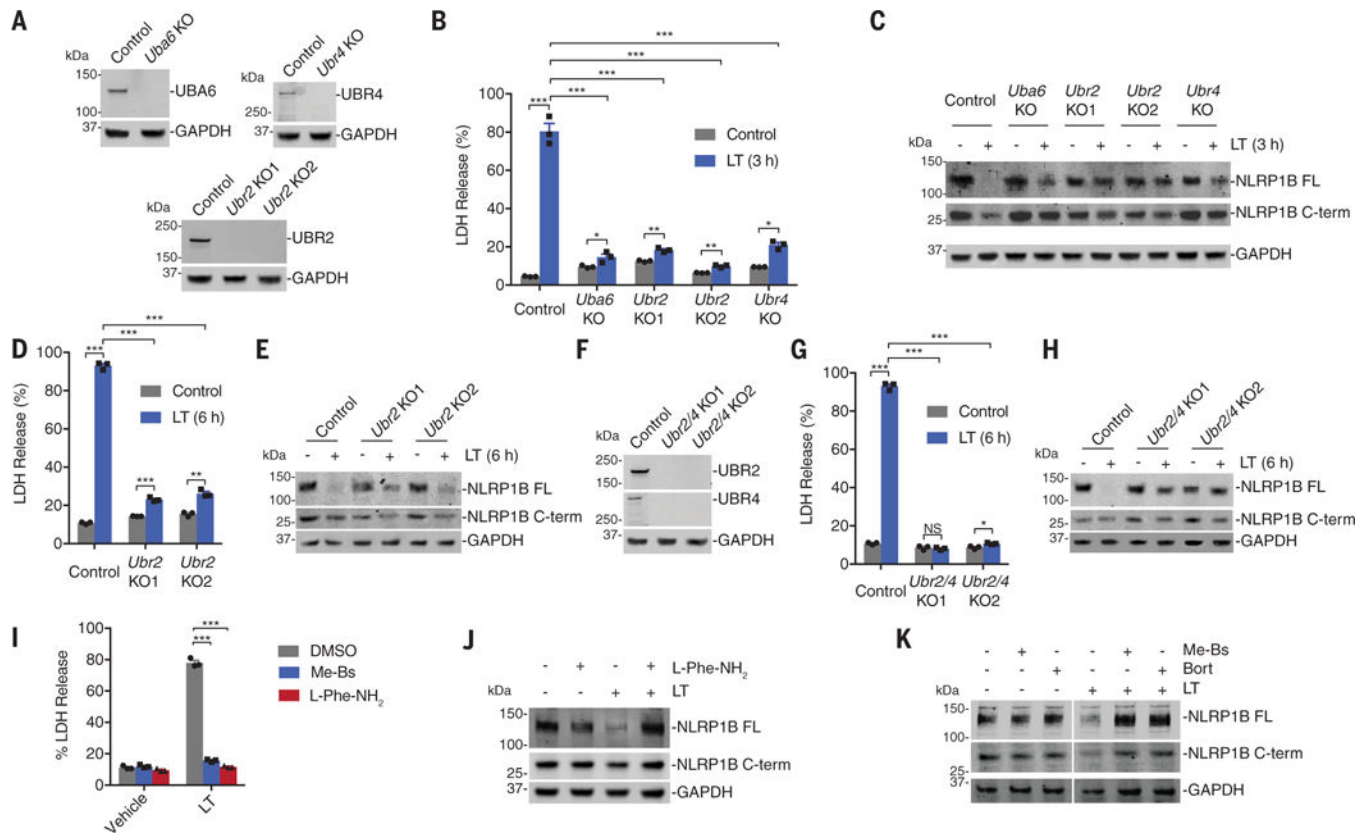 A
Control
Uba6 KO
kDa
150-
100-
-UBA6
37-
-GAPDH
Control
Ubr4 KO
kDa
250-
-UBR4
37-
-GAPDH
Control
Ubr2 KO1
Ubr2 KO2
kDa
250-
150-
-UBR2
37-
-GAPDH
B
LDH Release (%)
100
80
60
40
20
0
***
***
***
***
***
*
**
**
*
Control
LT (3 h)
Control
Uba6 KO
Ubr2 KO1
Ubr2 KO2
Ubr4 KO
C
Control
Uba6 KO
Ubr2 KO1
Ubr2 KO2
Ubr4 KO
- + - + - + - + - + LT (3 h)
kDa
150-
100-
-NLRP1B FL
25-
-NLRP1B C-term
37-
-GAPDH
D
LDH Release (%)
100
80
60
40
20
0
***
***
***
***
**
Control
LT (6 h)
Control
Ubr2 KO1
Ubr2 KO2
E
Control
Ubr2 KO1
Ubr2 KO2
- + - + - + LT (6 h)
kDa
150-
100-
-NLRP1B FL
25-
-NLRP1B C-term
37-
-GAPDH
F
Control
Ubr2/4 KO1
Ubr2/4 KO2
kDa
250-
150-
-UBR2
250-
-UBR4
37-
-GAPDH
G
LDH Release (%)
100
80
60
40
20
0
***
***
***
NS
*
Control
LT (6 h)
Control
Ubr2/4 KO1
Ubr2/4 KO2
H
Control
Ubr2/4 KO1
Ubr2/4 KO2
- + - + - + LT (6 h)
kDa
150-
100-
-NLRP1B FL
25-
-NLRP1B C-term
37-
-GAPDH
I
% LDH Release
100
80
60
40
20
0
***
***
DMSO
Me-Bs
L-Phe-NH2
Vehicle
LT
J
- + - + L-Phe-NH2
- - + + LT
kDa
150-
100-
-NLRP1B FL
25-
-NLRP1B C-term
37-
-GAPDH
K
- + - - + - Me-Bs
- - + - - + Bort
- - - + + + LT
kDa
150-
100-
-NLRP1B FL
25-
-NLRP1B C-term
37-
-GAPDH